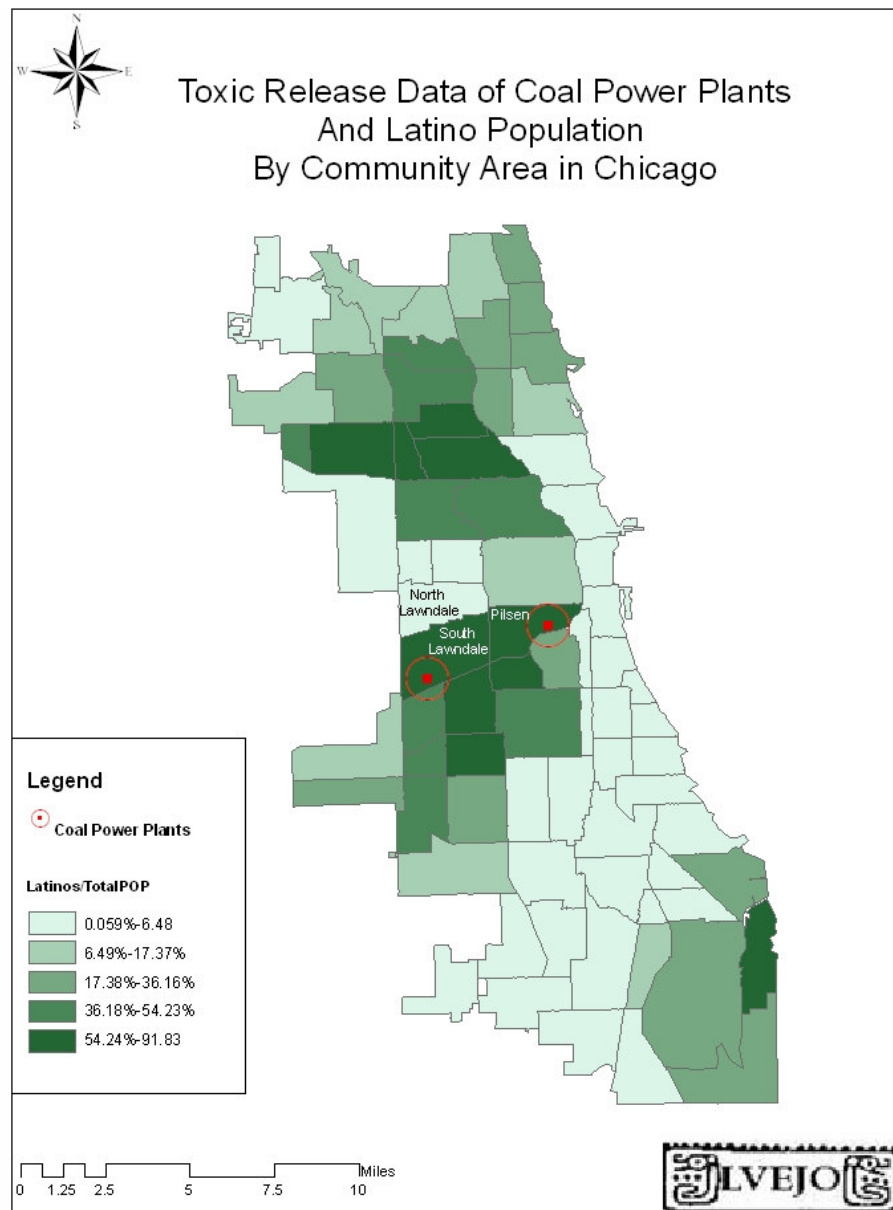 N
W
E
S
Toxic Release Data of Coal Power Plants
And Latino Population
By Community Area in Chicago
North
Lawndale
South
Lawndale
Pilsen
Legend
Coal Power Plants
Latinos/TotalPOP
0.059%-6.48
6.49%-17.37%
17.38%-36.16%
36.18%-54.23%
54.24%-91.83
Miles
0 1.25 2.5 5 7.5 10
LVEJO